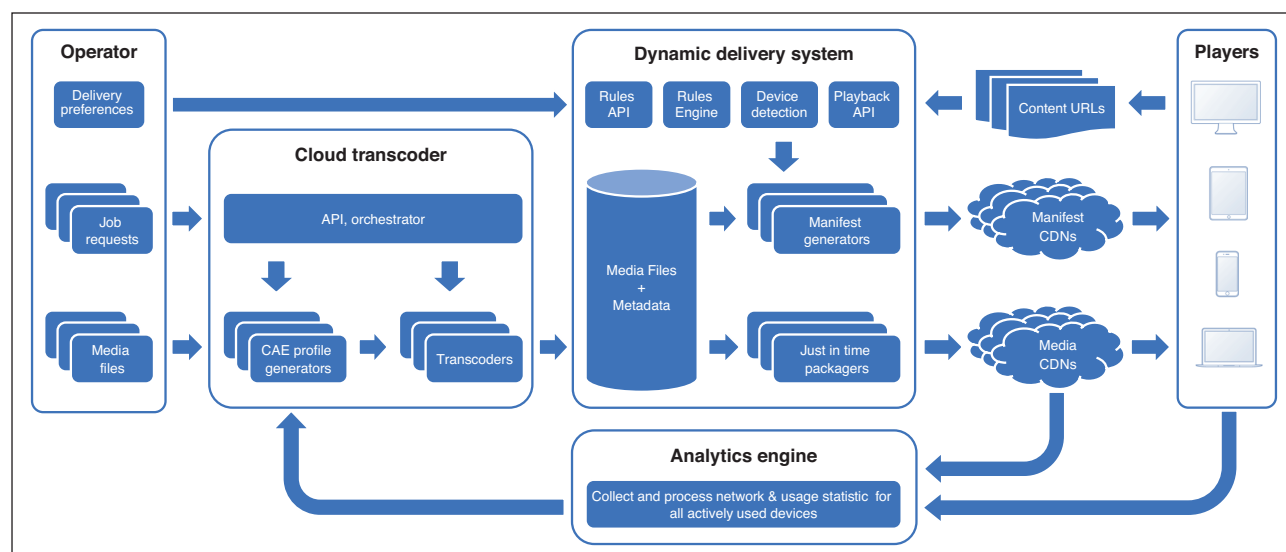 Operator
Delivery
preferences
Job
requests
Media
files
Cloud transcoder
API, orchestrator
CAE profile
generators
Transcoders
Dynamic delivery system
Rules
API
Rules
Engine
Device
detection
Playback
API
Media Files
+
Metadata
Manifest
generators
Just in time
packagers
Content URLs
Manifest
CDNs
Media
CDNs
Players
Analytics engine
Collect and process network & usage statistic for
all actively used devices